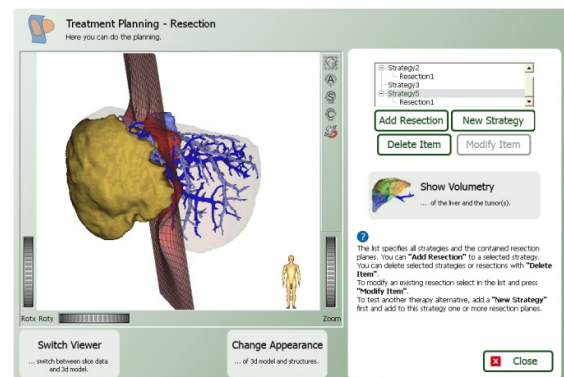 Treatment Planning - Resection
Here you can do the planning.
Strategy2
Resection1
Strategy3
Strategy5
Resection1
Add Resection
New Strategy
Delete Item
Modify Item
Show Volumetry
... of the liver and the tumor(s).
The list specifies all strategies and the contained resection
planes. You can "Add Resection" to a selected strategy.
You can delete selected strategies or resections with "Delete
Item".
To modify an existing resection select in the list and press
"Modify Item".
To test another therapy alternative, add a "New Strategy"
first and add to this strategy one or more resection planes.
A
S
C
Rotx Roty
Zoom
Switch Viewer
... switch between slice data
and 3d model.
Change Appearance
... of 3d model and structures.
Close